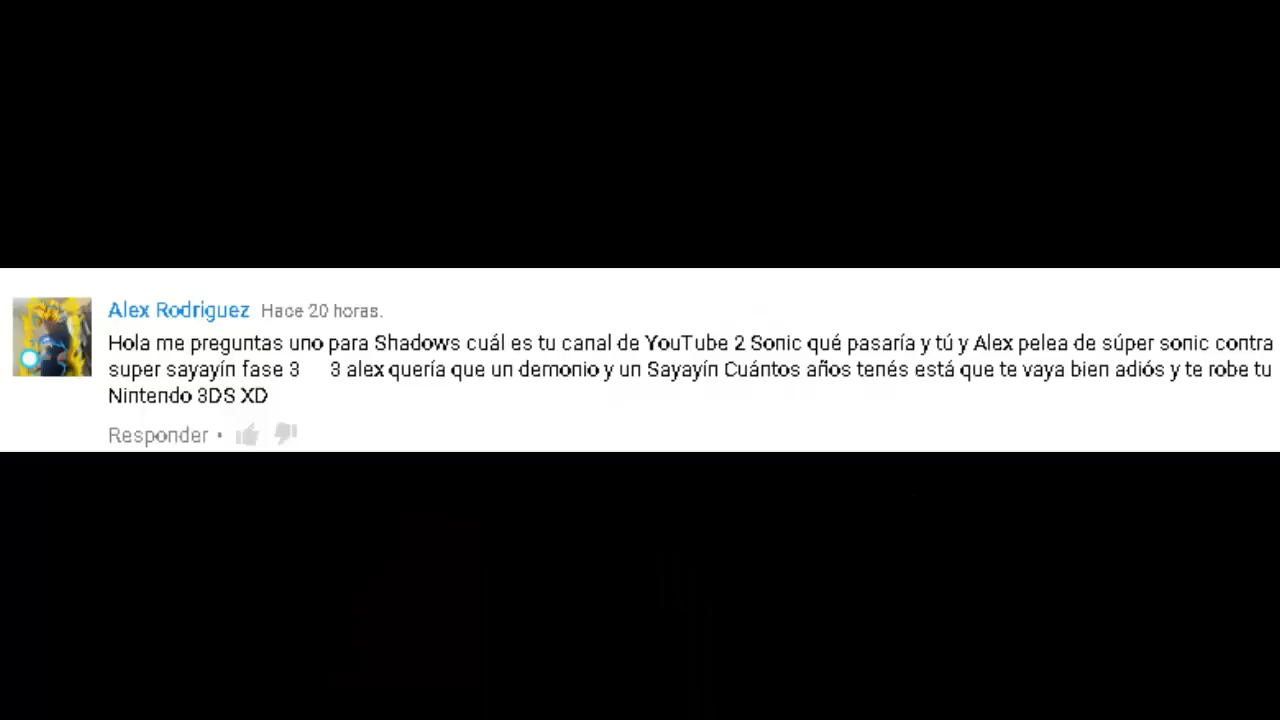 Alex Rodriguez Hace 20 horas.
Hola me preguntas uno para Shadows cuál es tu canal de YouTube 2 Sonic qué pasaría y tú y Alex pelea de súper sonic contra
super sayayín fase 3 3 alex quería que un demonio y un Sayayín Cuántos años tenés está que te vaya bien adiós y te robe tu
Nintendo 3DS XD
Responder •